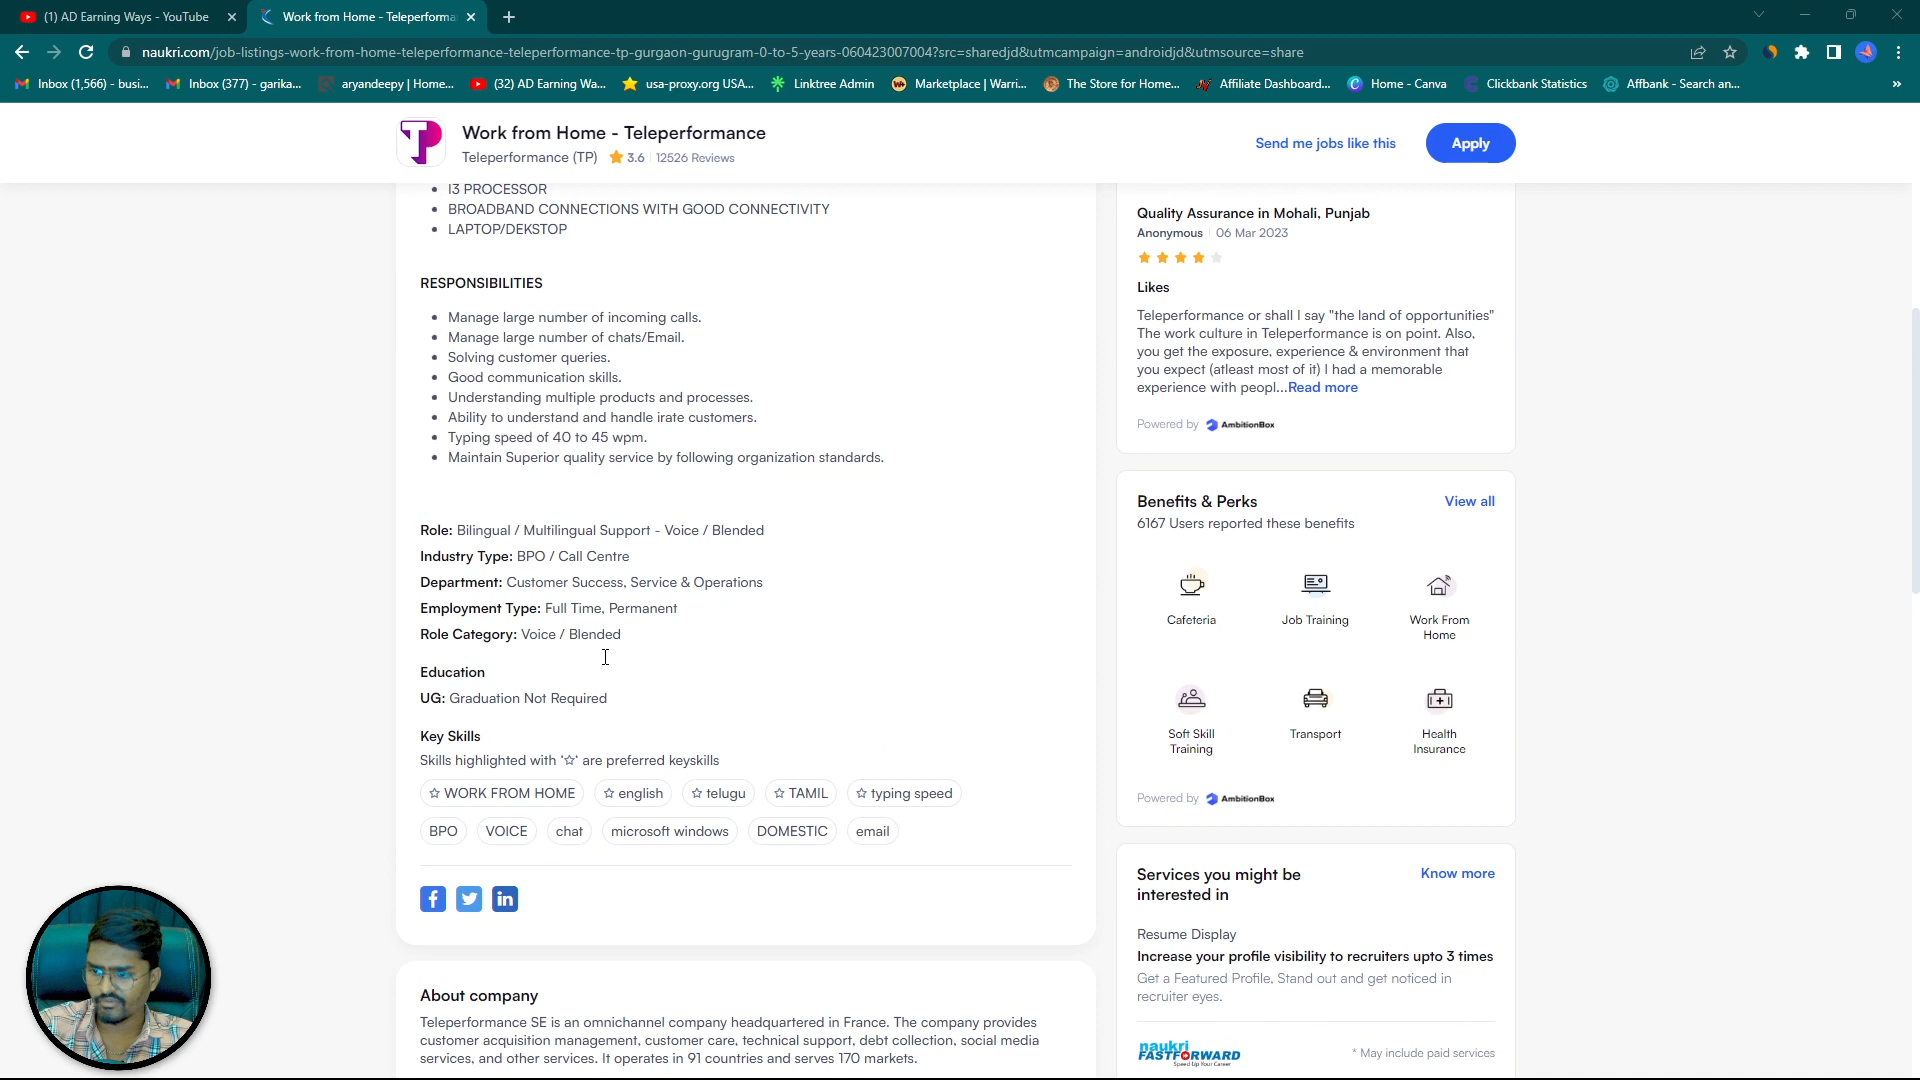 (1) AD Earning Ways - YouTube
Work from Home - Teleperforma
naukri.com/job-listings-work-from-home-teleperformance-teleperformance-tp-gurgaon-gurugram-0-to-5-years-060423007004?src=sharedjd&utmcampaign=androidjd&utmsource=share
Inbox (1,566) - busi...
Inbox (377) - garika...
aryandeepy | Home...
(32) AD Earning Wa...
usa-proxy.org USA...
Linktree Admin
Marketplace | Warri...
The Store for Home...
Affiliate Dashboard...
Home - Canva
Clickbank Statistics
Affbank - Search an...
»
Work from Home - Teleperformance
Teleperformance (TP) 3.6 12526 Reviews
Send me jobs like this
Apply
I3 PROCESSOR
BROADBAND CONNECTIONS WITH GOOD CONNECTIVITY
LAPTOP/DEKSTOP
RESPONSIBILITIES
Manage large number of incoming calls.
Manage large number of chats/Email.
Solving customer queries.
Good communication skills.
Understanding multiple products and processes.
Ability to understand and handle irate customers.
Typing speed of 40 to 45 wpm.
Maintain Superior quality service by following organization standards.
Role: Bilingual / Multilingual Support - Voice / Blended
Industry Type: BPO / Call Centre
Department: Customer Success, Service & Operations
Employment Type: Full Time, Permanent
Role Category: Voice / Blended
Education
UG: Graduation Not Required
Key Skills
Skills highlighted with '☆' are preferred keyskills
☆ WORK FROM HOME ☆ english ☆ telugu ☆ TAMIL ☆ typing speed
BPO VOICE chat microsoft windows DOMESTIC email
About company
Teleperformance SE is an omnichannel company headquartered in France. The company provides
customer acquisition management, customer care, technical support, debt collection, social media
services, and other services. It operates in 91 countries and serves 170 markets.
Quality Assurance in Mohali, Punjab
Anonymous 06 Mar 2023
Likes
Teleperformance or shall I say "the land of opportunities"
The work culture in Teleperformance is on point. Also,
you get the exposure, experience & environment that
you expect (atleast most of it) I had a memorable
experience with peopl...Read more
Powered by AmbitionBox
Benefits & Perks
View all
6167 Users reported these benefits
Cafeteria
Job Training
Work From
Home
Soft Skill
Training
Transport
Health
Insurance
Powered by AmbitionBox
Services you might be
interested in
Know more
Resume Display
Increase your profile visibility to recruiters upto 3 times
Get a Featured Profile, Stand out and get noticed in
recruiter eyes.
naukri
FASTFORWARD
Speed Up Your Career
* May include paid services